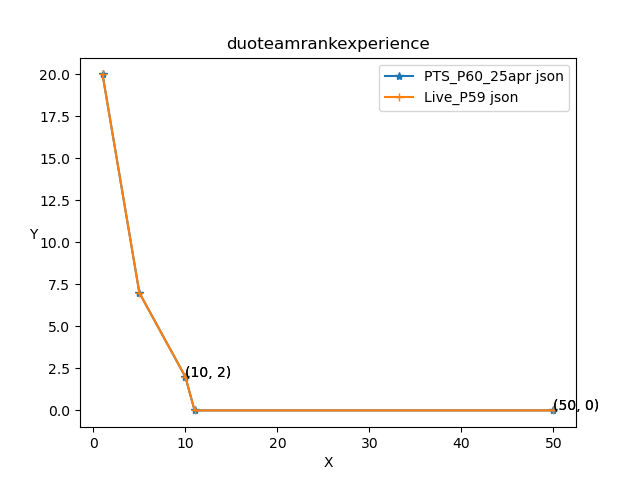 duoteamrankexperience
PTS_P60_25apr json
Live_P59 json
20.0
17.5
15.0
12.5
Y
10.0
7.5
5.0
2.5
0.0
(10, 2)
(50, 0)
0 10 20 30 40 50
X